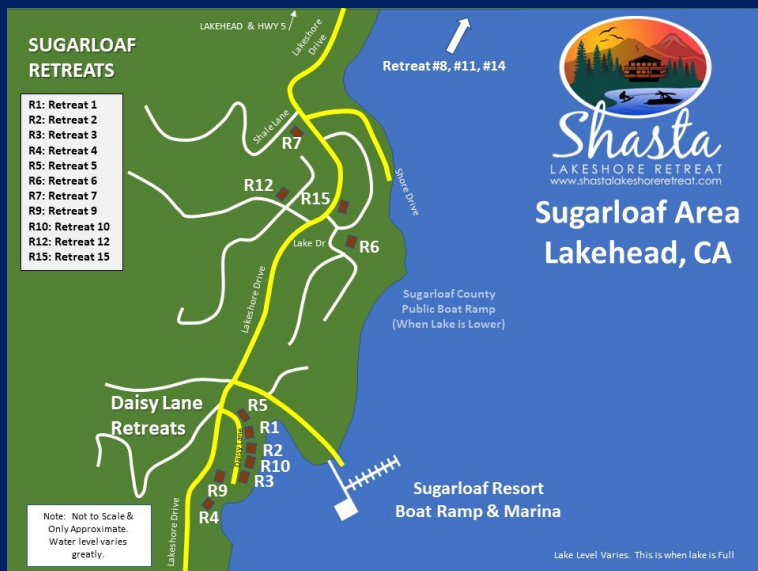 LAKEHEAD & HWY 5
Lakeshore
Drive
SUGARLOAF
RETREATS
R1: Retreat 1
R2: Retreat 2
R3: Retreat 3
R4: Retreat 4
R5: Retreat 5
R6: Retreat 6
R7: Retreat 7
R9: Retreat 9
R10: Retreat 10
R12: Retreat 12
R15: Retreat 15
Retreat #8, #11, #14
Shasta
LAKESHORE RETREAT
www.shastalakeshoreretreat.com
Sugarloaf Area
Lakehead, CA
Shale Lane
R7
R12
R15
Shore Drive
Lake Dr
R6
Lakeshore Drive
Sugarloaf County
Public Boat Ramp
(When Lake is Lower)
Daisy Lane
Retreats
R5
R1
R2
R10
R3
Daisy Lane
R9
R4
Lakeshore Drive
Sugarloaf Resort
Boat Ramp & Marina
Note: Not to Scale &
Only Approximate.
Water level varies
greatly.
Lake Level Varies. This is when lake is Full